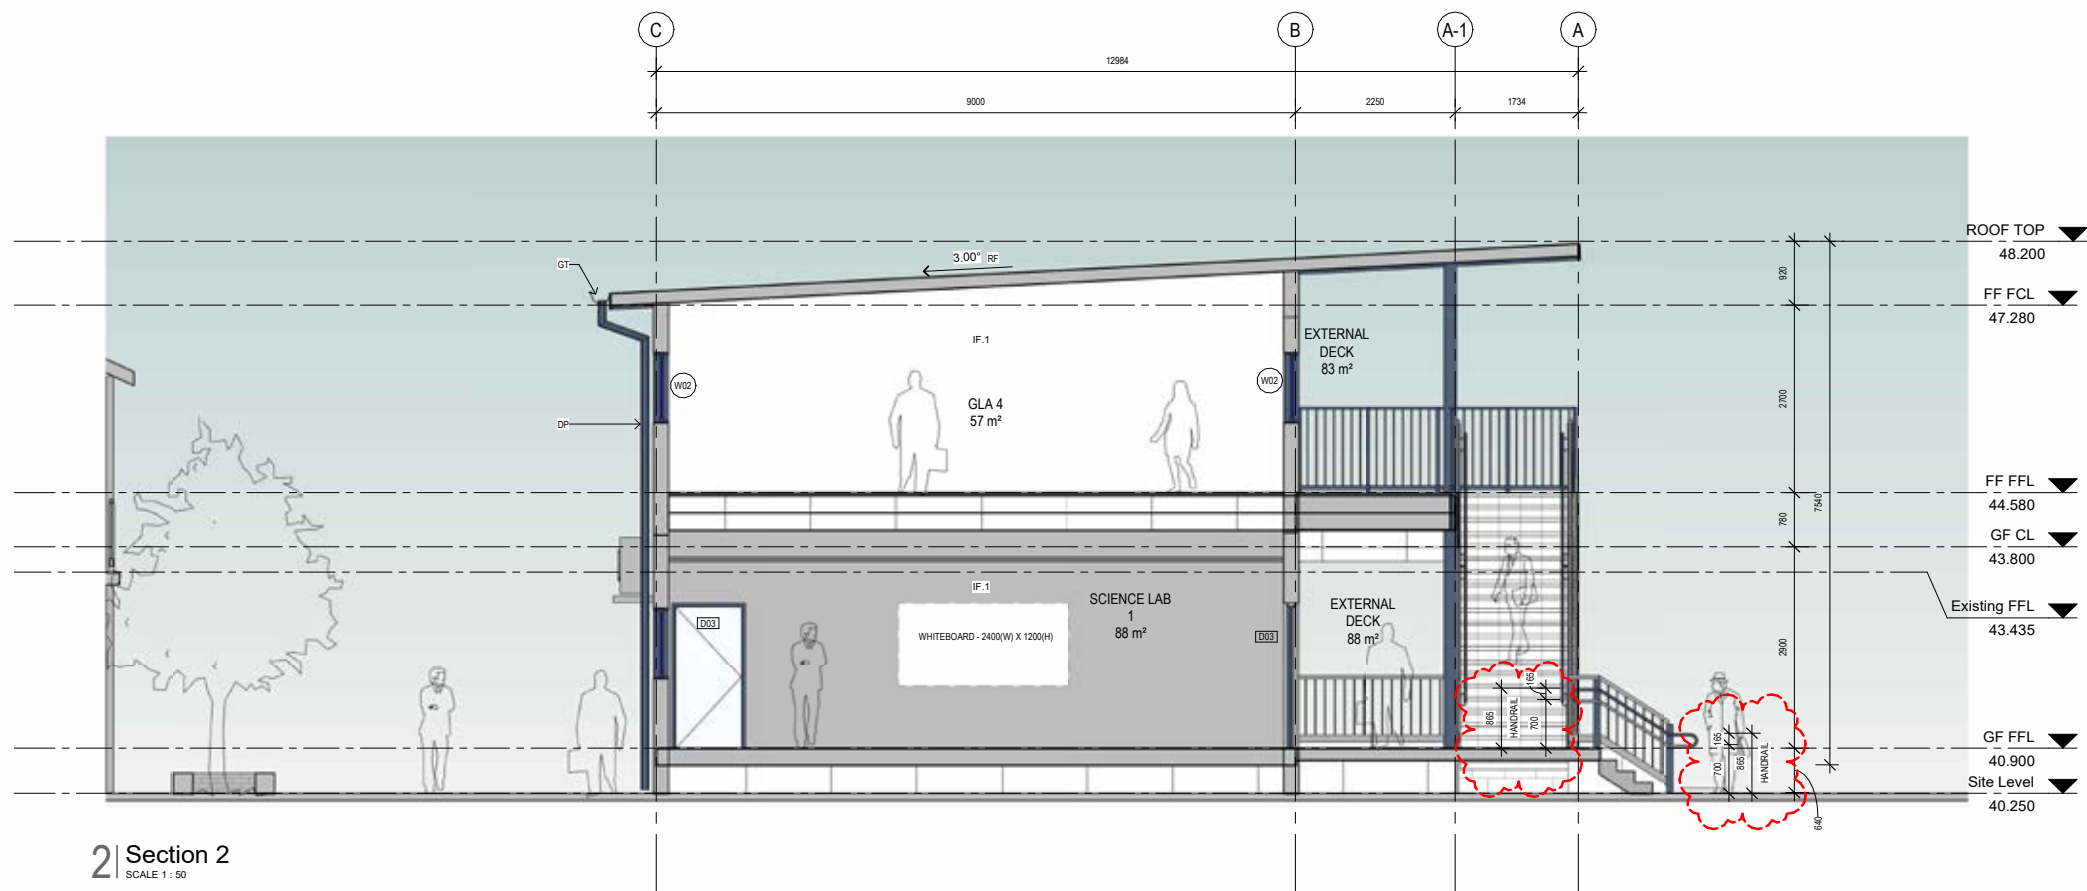 C
B
A-1
A
12984
9000
2250
1734
ROOF TOP
48.200
3.00° RF
GT
920
FF FCL
47.280
EXTERNAL
DECK
83 m²
IF.1
W02
W02
GLA 4
57 m²
2700
DP
FF FFL
44.580
7540
780
GF CL
43.800
IF.1
SCIENCE LAB
1
88 m²
EXTERNAL
DECK
88 m²
Existing FFL
43.435
D03
WHITEBOARD - 2400(W) X 1200(H)
D03
2900
165
865
HANDRAIL
700
GF FFL
40.900
165
700
865
HANDRAIL
Site Level
40.250
640
2 Section 2
SCALE 1 : 50